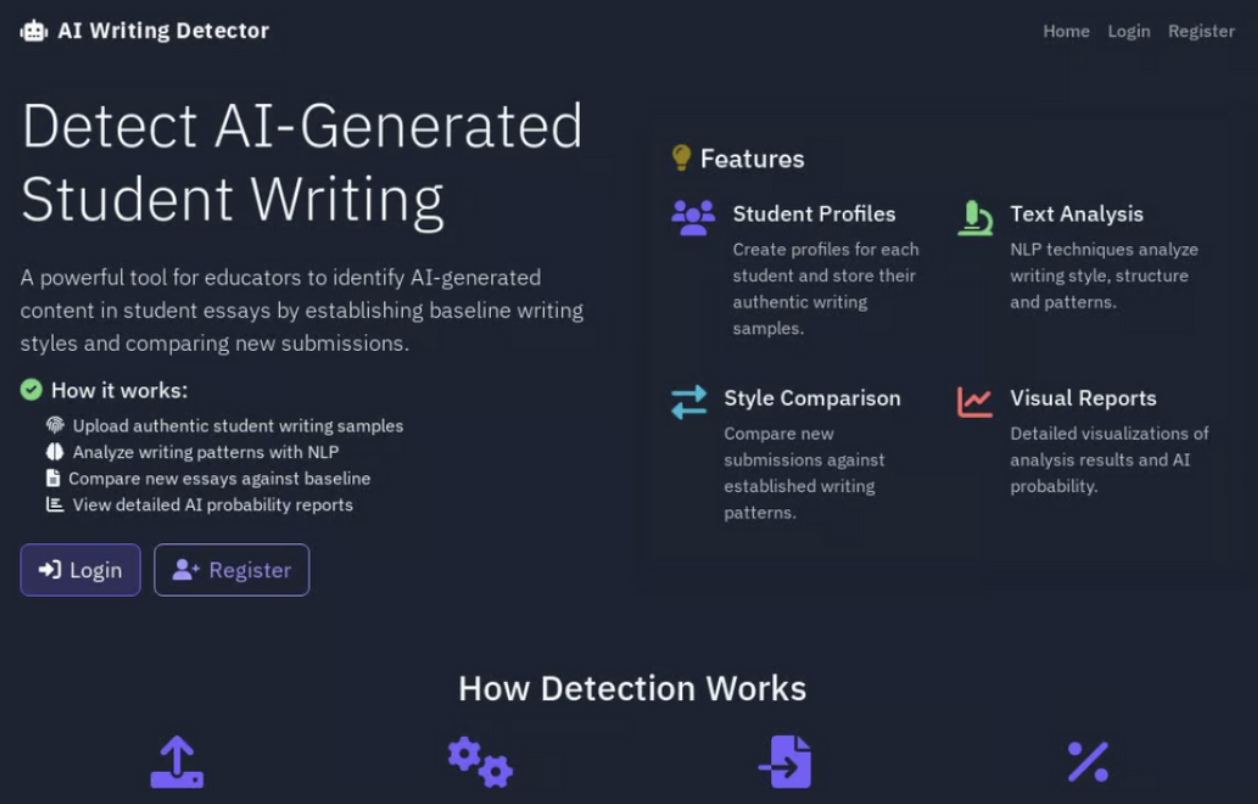 AI Writing Detector
Home Login Register
Detect AI-Generated
Student Writing
A powerful tool for educators to identify AI-generated
content in student essays by establishing baseline writing
styles and comparing new submissions.
How it works:
Upload authentic student writing samples
Analyze writing patterns with NLP
Compare new essays against baseline
View detailed AI probability reports
Login
Register
Features
Student Profiles
Create profiles for each
student and store their
authentic writing
samples.
Text Analysis
NLP techniques analyze
writing style, structure
and patterns.
Style Comparison
Compare new
submissions against
established writing
patterns.
Visual Reports
Detailed visualizations of
analysis results and AI
probability.
How Detection Works